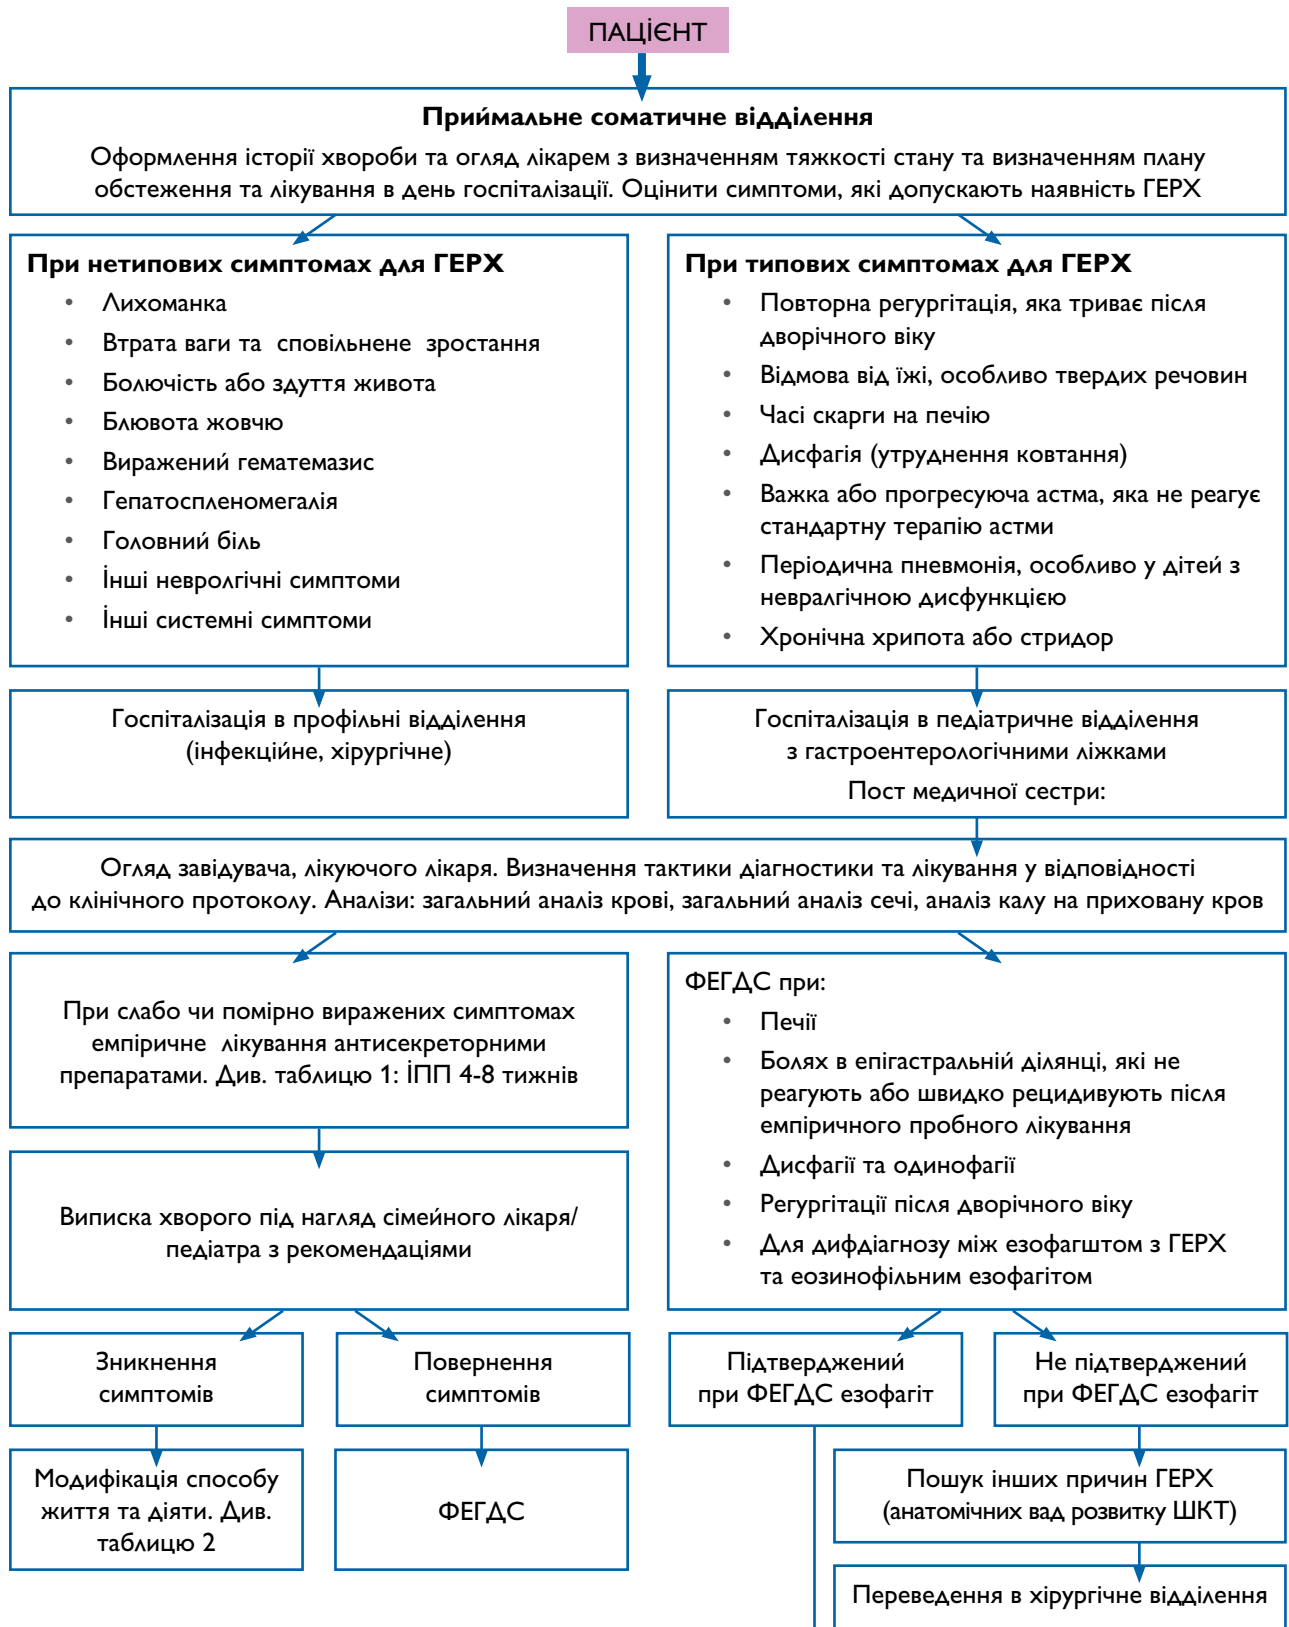 ПАЦІЄНТ
Приймальне соматичне відділення
Оформлення історії хвороби та огляд лікарем з визначенням тяжкості стану та визначенням плану
обстеження та лікування в день госпіталізації. Оцінити симптоми, які допускають наявність ГЕРХ
При нетипових симптомах для ГЕРХ
• Лихоманка
• Втрата ваги та сповільнене зростання
• Болючість або здуття живота
• Блювота жовчю
• Виражений гематемазис
• Гепатоспленомегалія
• Головний біль
• Інші невролгічні симптоми
• Інші системні симптоми
При типових симптомах для ГЕРХ
• Повторна регургітація, яка триває після
дворічного віку
• Відмова від їжі, особливо твердих речовин
• Часі скарги на печію
• Дисфагія (утруднення ковтання)
• Важка або прогресуюча астма, яка не реагує
стандартну терапію астми
• Періодична пневмонія, особливо у дітей з
невралгічною дисфункцією
• Хронічна хрипота або стридор
Госпіталізація в профільні відділення
(інфекційне, хірургічне)
Госпіталізація в педіатричне відділення
з гастроентерологічними ліжками
Пост медичної сестри:
Огляд завідувача, лікуючого лікаря. Визначення тактики діагностики та лікування у відповідності
до клінічного протоколу. Аналізи: загальний аналіз крові, загальний аналіз сечі, аналіз калу на приховану кров
При слабо чи помірно виражених симптомах
емпіричне лікування антисекреторними
препаратами. Див. таблицю 1: ІПП 4-8 тижнів
Виписка хворого під нагляд сімейного лікаря/
педіатра з рекомендаціями
ФЕГДС при:
• Печії
• Болях в епігастральній ділянці, які не
реагують або швидко рецидивують після
емпіричного пробного лікування
• Дисфагії та одинофагії
• Регургітації після дворічного віку
• Для дифдіагнозу між езофагштом з ГЕРХ
та еозинофільним езофагітом
Зникнення
симптомів
Повернення
симптомів
Підтверджений
при ФЕГДС езофагіт
Не підтверджений
при ФЕГДС езофагіт
Модифікація способу
життя та діяти. Див.
таблицю 2
ФЕГДС
Пошук інших причин ГЕРХ
(анатомічних вад розвитку ШКТ)
Переведення в хірургічне відділення